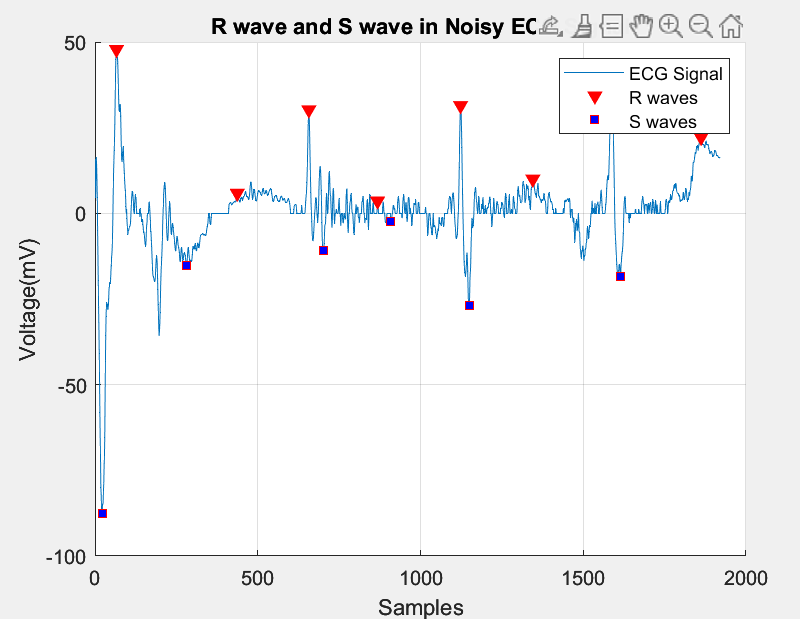 R wave and S wave in Noisy
50
ECG Signal
R waves
S waves
0
Voltage(mV)
-50
-100
0 500 1000 1500 2000
Samples